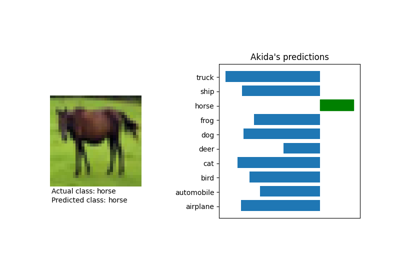 Akida's predictions
truck
ship
horse
frog
dog
deer
cat
bird
automobile
airplane
Actual class: horse
Predicted class: horse